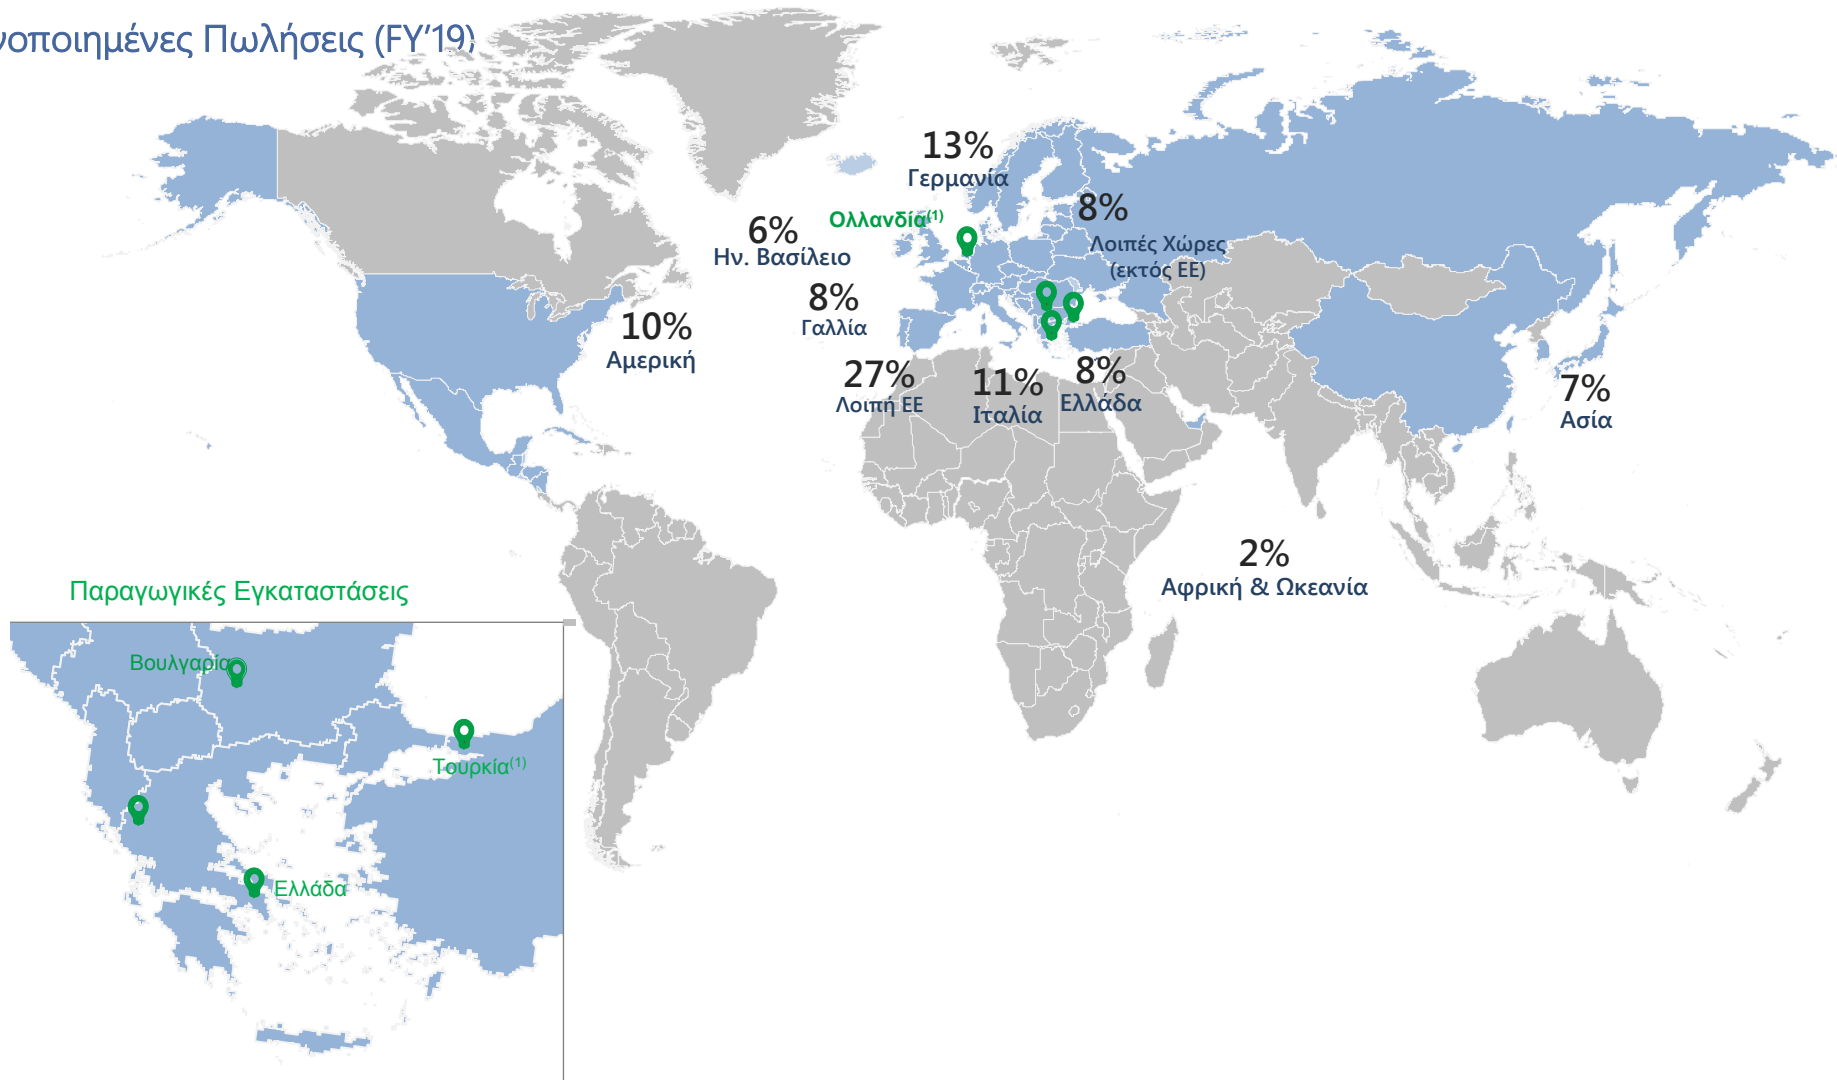 νοποιημένες Πωλήσεις (FY'19)
13%
Γερμανία
8%
Λοιπές Χώρες
(εκτός ΕΕ)
Ολλανδία(1)
6%
Ην. Βασίλειο
8%
Γαλλία
10%
Αμερική
27%
Λοιπή ΕΕ
11%
Ιταλία
8%
Ελλάδα
7%
Ασία
2%
Αφρική & Ωκεανία
Παραγωγικές Εγκαταστάσεις
Βουλγαρία
Τουρκία(1)
Ελλάδα